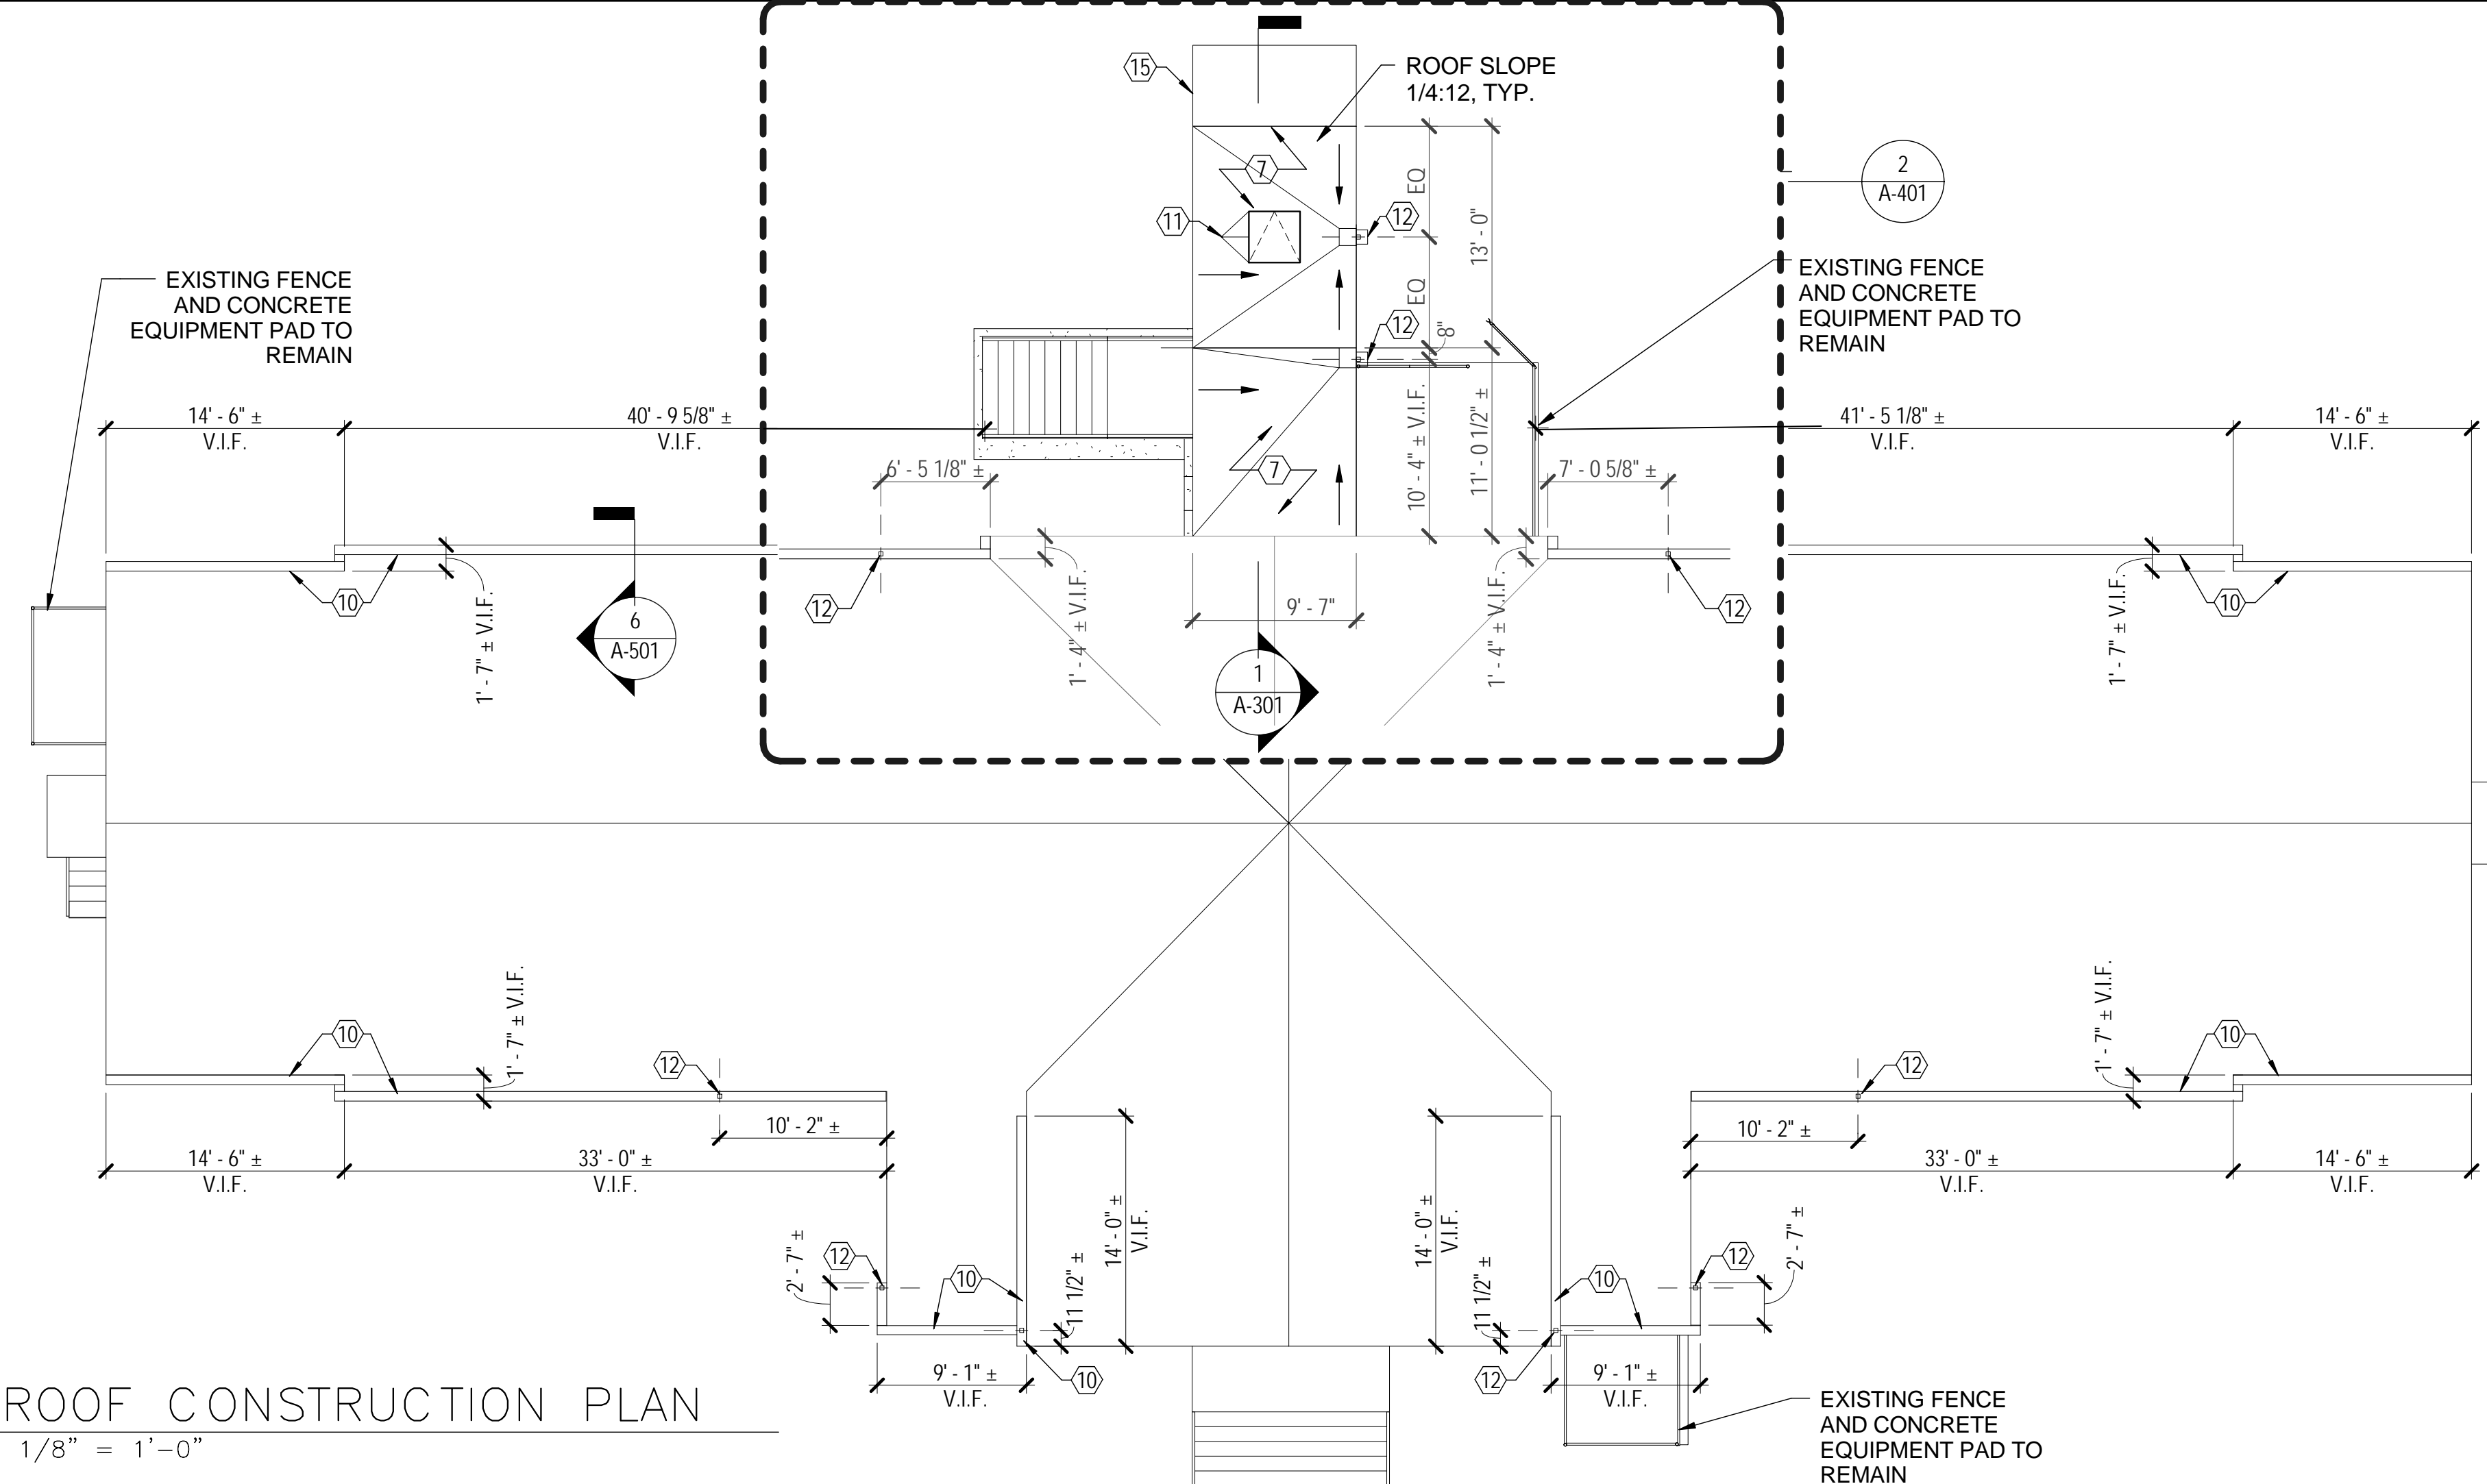 15
ROOF SLOPE
1/4:12, TYP.
7
11
12
EQ
13' - 0"
2
A-401
EXISTING FENCE
AND CONCRETE
EQUIPMENT PAD TO
REMAIN
EXISTING FENCE
AND CONCRETE
EQUIPMENT PAD TO
REMAIN
EQ
12
8"
14' - 6" ±
V.I.F.
40' - 9 5/8" ±
V.I.F.
10' - 4" ± V.I.F.
11' - 0 1/2" ±
41' - 5 1/8" ±
V.I.F.
14' - 6" ±
V.I.F.
6' - 5 1/8" ±
7
7' - 0 5/8" ±
10
1' - 7" ± V.I.F.
6
A-501
12
1' - 4" ± V.I.F.
9' - 7"
1
A-301
1' - 4" ± V.I.F.
12
1' - 7" ± V.I.F.
10
10
1' - 7" ± V.I.F.
12
10' - 2" ±
14' - 6" ±
V.I.F.
33' - 0" ±
V.I.F.
12
1' - 7" ± V.I.F.
10
10' - 2" ±
33' - 0" ±
V.I.F.
14' - 6" ±
V.I.F.
2' - 7" ±
12
10
11 1/2" ±
14' - 0" ±
V.I.F.
14' - 0" ±
V.I.F.
11 1/2" ±
10
12
2' - 7" ±
9' - 1" ±
V.I.F.
10
12
9' - 1" ±
V.I.F.
EXISTING FENCE
AND CONCRETE
EQUIPMENT PAD TO
REMAIN
ROOF CONSTRUCTION PLAN
1/8" = 1'-0"